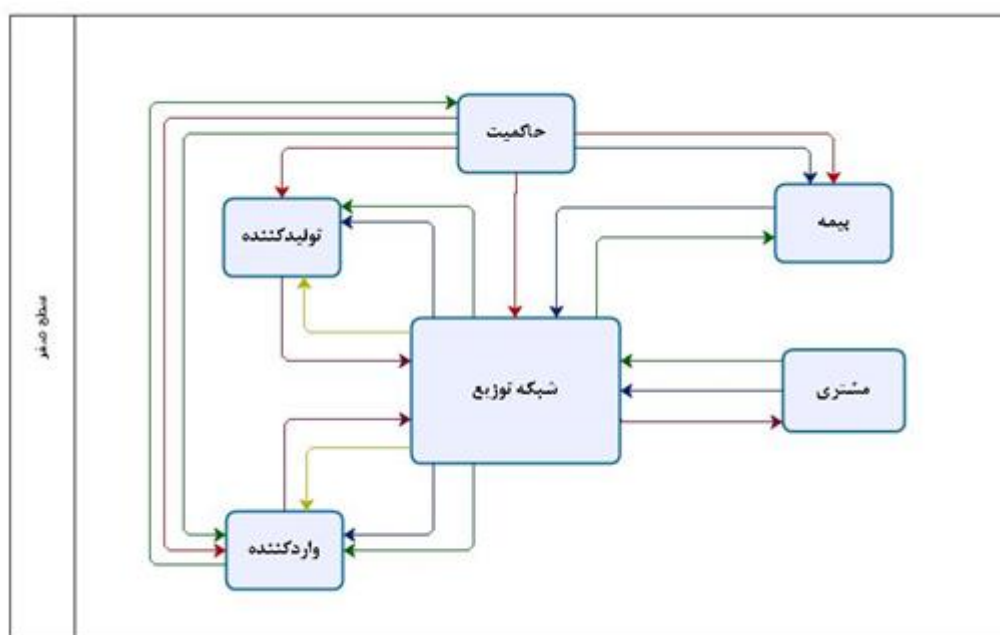 حاکمیت
تولیدکننده
پیمه
شبکه توزیع
مشتری
واردکننده
سطح صفر